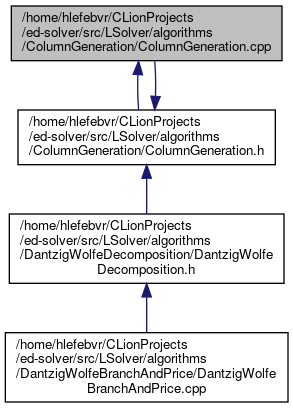 /home/hlefebvr/CLionProjects
/ed-solver/src/LSolver/algorithms
/ColumnGeneration/ColumnGeneration.cpp
/home/hlefebvr/CLionProjects
/ed-solver/src/LSolver/algorithms
/ColumnGeneration/ColumnGeneration.h
/home/hlefebvr/CLionProjects
/ed-solver/src/LSolver/algorithms
/DantzigWolfeDecomposition/DantzigWolfe
Decomposition.h
/home/hlefebvr/CLionProjects
/ed-solver/src/LSolver/algorithms
/DantzigWolfeBranchAndPrice/DantzigWolfe
BranchAndPrice.cpp